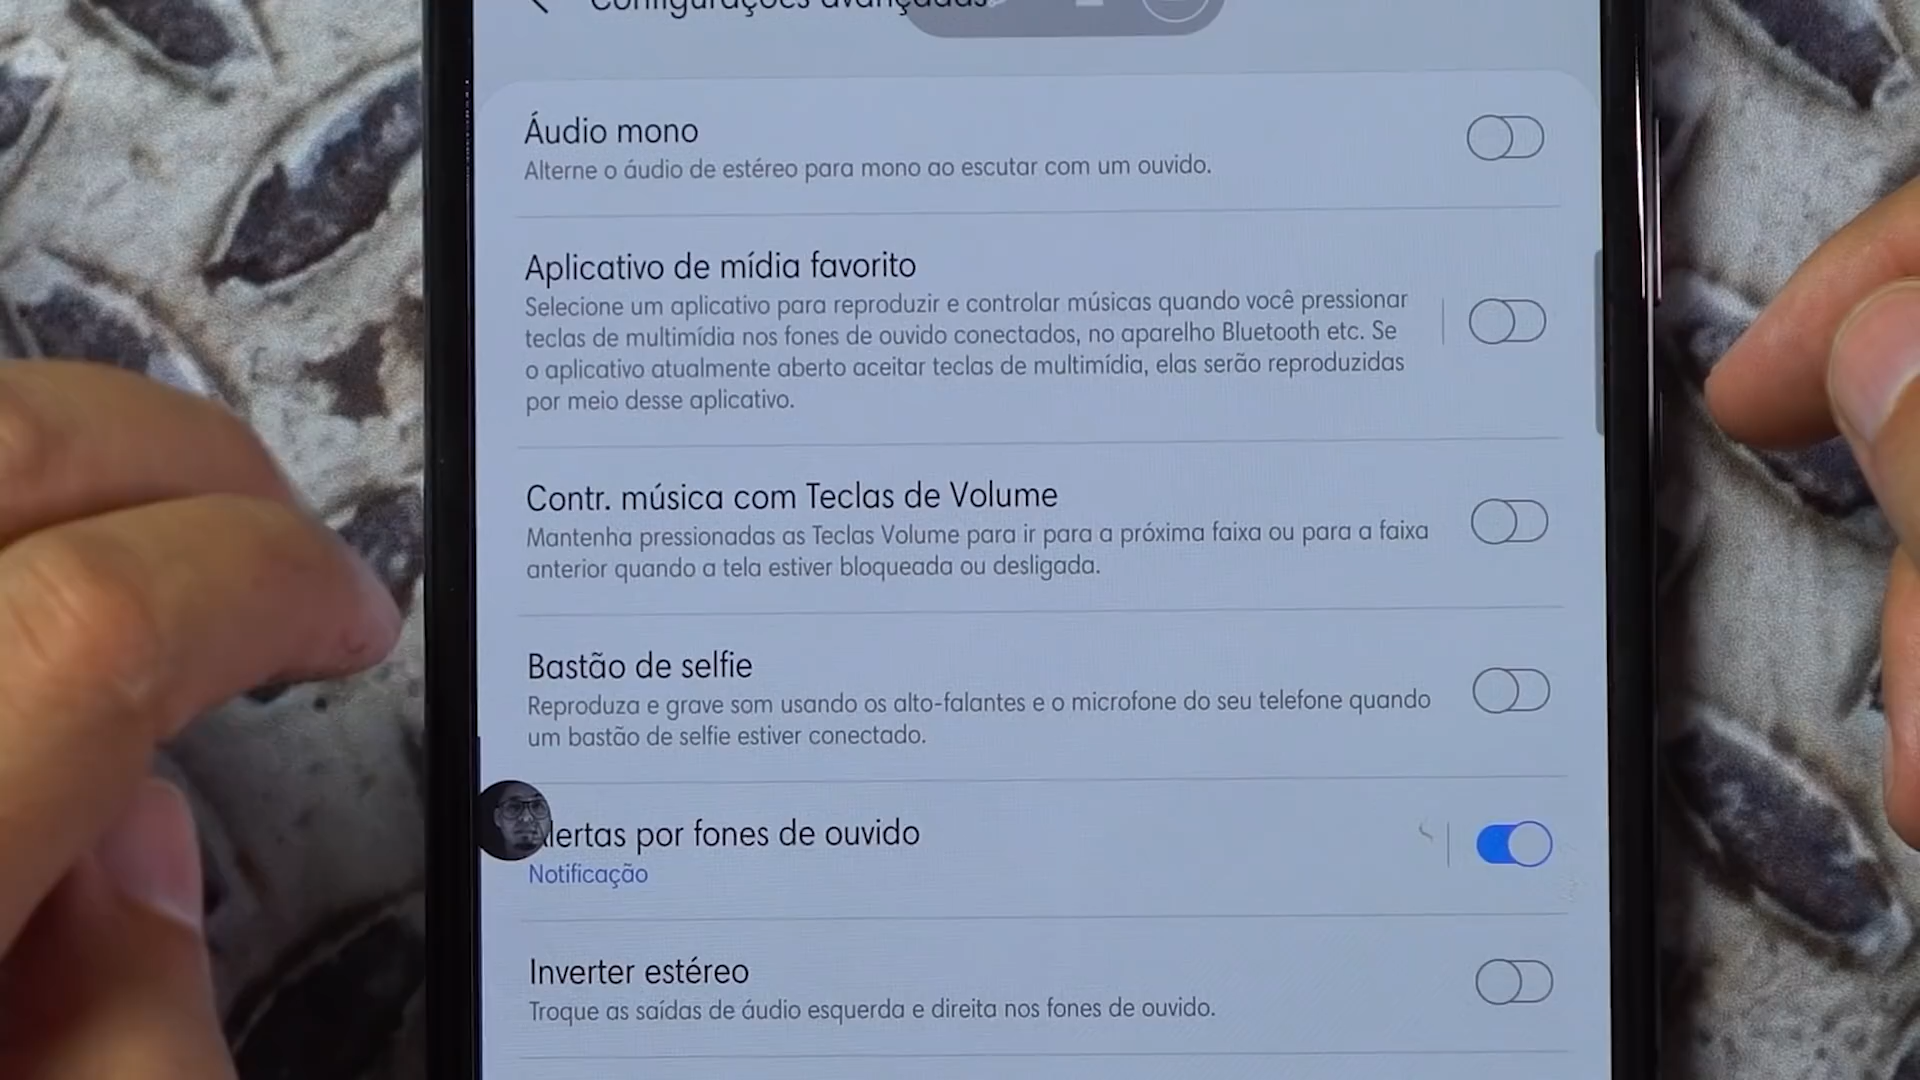 Configurações avançadas
Áudio mono
Alterne o áudio de estéreo para mono ao escutar com um ouvido.
Aplicativo de mídia favorito
Selecione um aplicativo para reproduzir e controlar músicas quando você pressionar
teclas de multimídia nos fones de ouvido conectados, no aparelho Bluetooth etc. Se
o aplicativo atualmente aberto aceitar teclas de multimídia, elas serão reproduzidas
por meio desse aplicativo.
Contr. música com Teclas de Volume
Mantenha pressionadas as Teclas Volume para ir para a próxima faixa ou para a faixa
anterior quando a tela estiver bloqueada ou desligada.
Bastão de selfie
Reproduza e grave som usando os alto-falantes e o microfone do seu telefone quando
um bastão de selfie estiver conectado.
lertas por fones de ouvido
Notificação
Inverter estéreo
Troque as saídas de áudio esquerda e direita nos fones de ouvido.